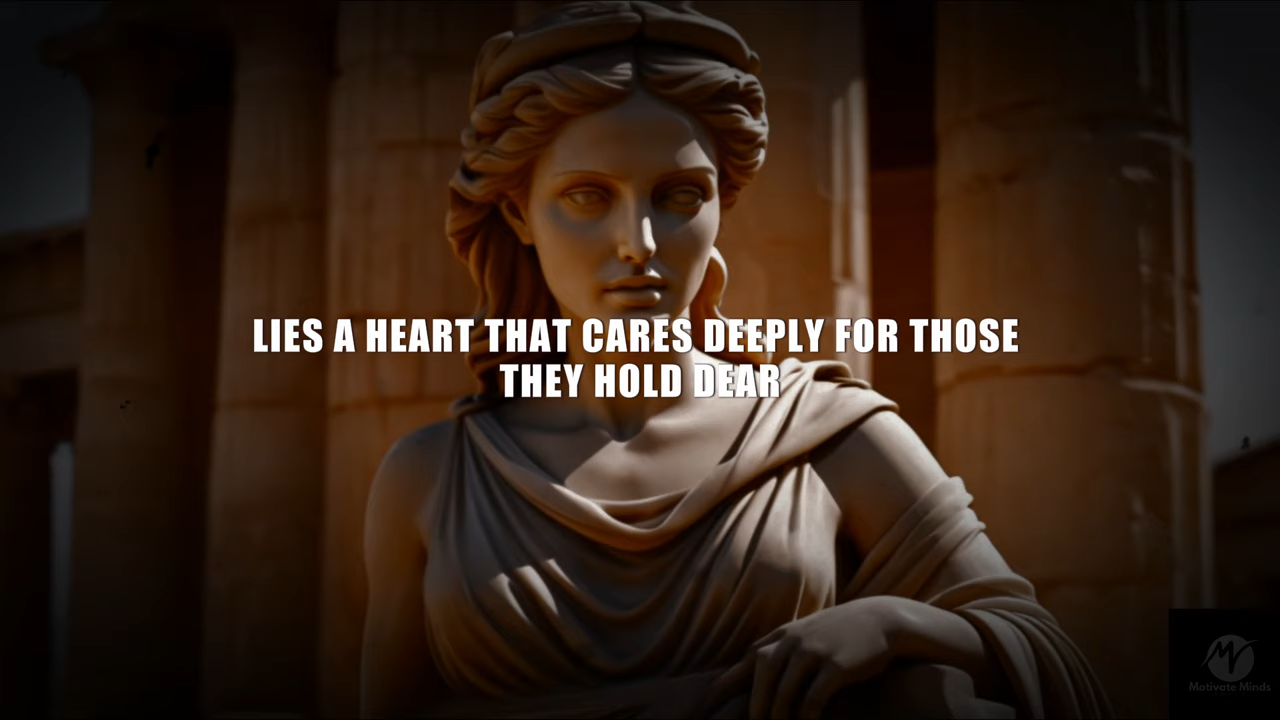 LIES A HEART THAT CARES DEEPLY FOR THOSE
THEY HOLD DEAR
Motivate Minds